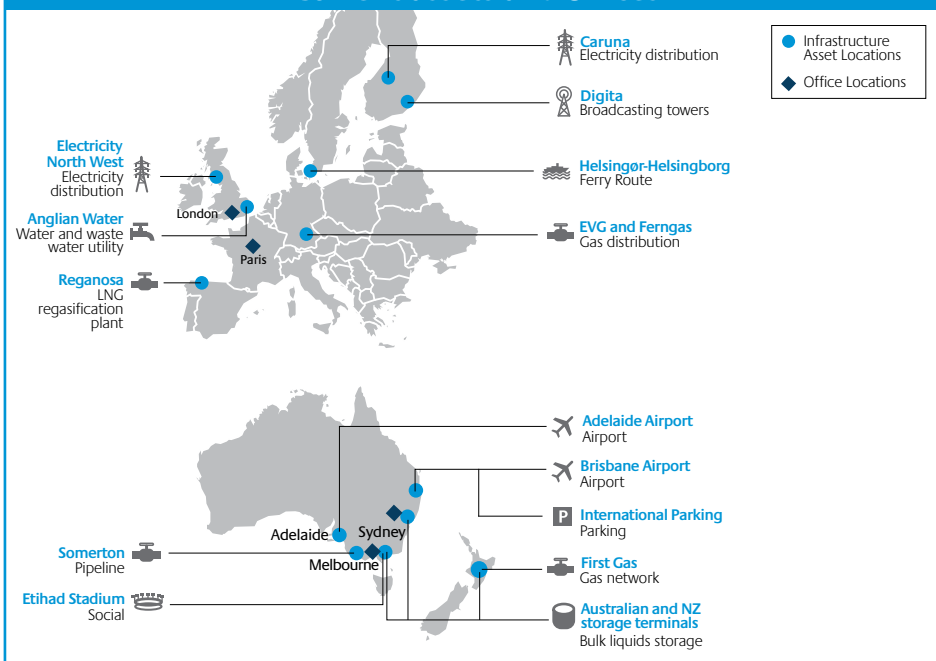 Caruna
Electricity distribution
Infrastructure
Asset Locations
Office Locations
Digita
Broadcasting towers
Electricity
North West
Electricity
distribution
Helsingør-Helsingborg
Ferry Route
London
Anglian Water
Water and waste
water utility
EVG and Ferngas
Gas distribution
Paris
Reganosa
LNG
regasification
plant
Adelaide Airport
Airport
Brisbane Airport
Airport
P
International Parking
Parking
Adelaide
Sydney
Somerton
Pipeline
Melbourne
First Gas
Gas network
Etihad Stadium
Social
Australian and NZ
storage terminals
Bulk liquids storage